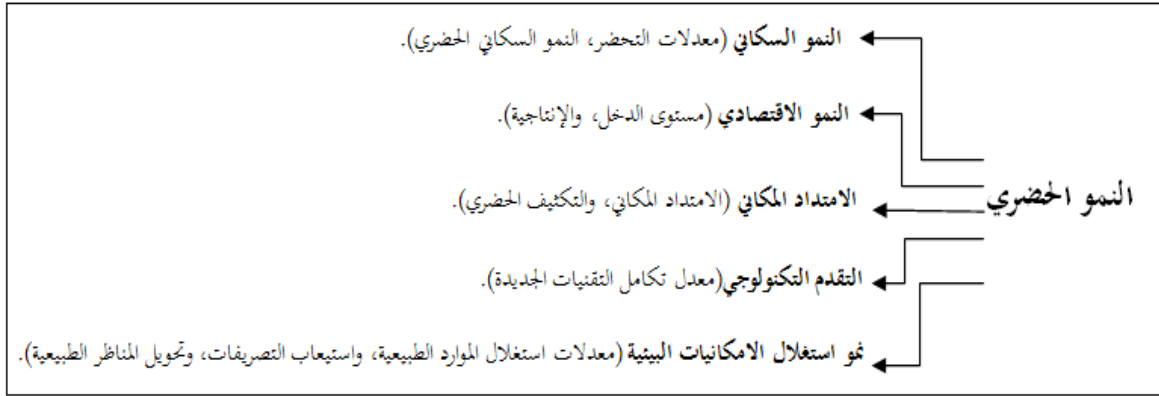 النمو السكاني (معدلات التحضر، النمو السكاني الحضري).
النمو الاقتصادي (مستوى الدخل، والإنتاجية).
النمو الحضري
الامتداد المكاني (الامتداد المكاني، والتكثيف الحضري).
التقدم التكنولوجي(معدل تكامل التقنيات الجديدة).
نمو استغلال الامكانيات البيئية (معدلات استغلال الموارد الطبيعية، واستيعاب التصريفات، وتحويل المناظر الطبيعية).